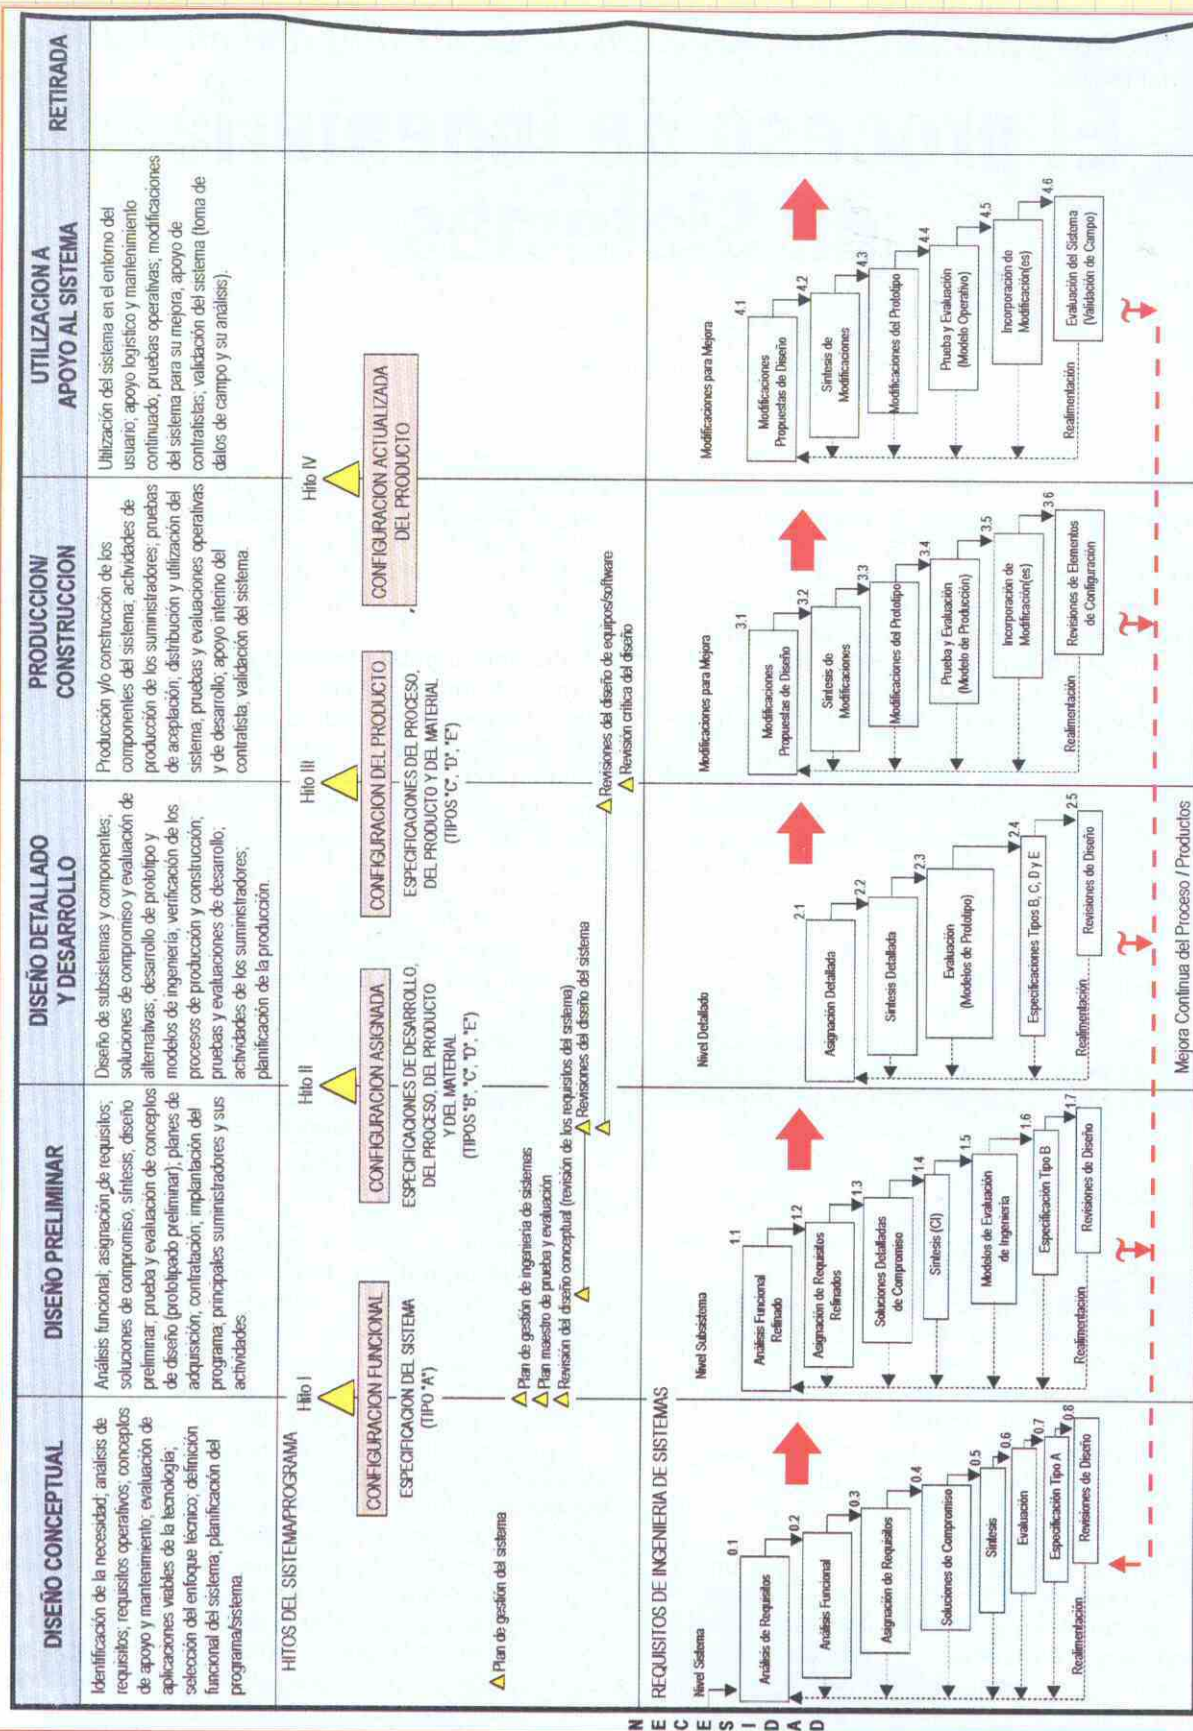 DISEÑO CONCEPTUAL
DISEÑO PRELIMINAR
DISEÑO DETALLADO
Y DESARROLLO
PRODUCCION/
CONSTRUCCION
UTILIZACION A
APOYO AL SISTEMA
RETIRADA
Identificación de la necesidad; análisis de
requisitos; requisitos operativos; conceptos
de apoyo y mantenimiento; evaluación de
aplicaciones viables de la tecnología;
selección del enfoque técnico; definición
funcional del sistema; planificación del
programa/sistema.
Análisis funcional; asignación de requisitos;
soluciones de compromiso, síntesis, diseño
preliminar, prueba y evaluación de conceptos
de diseño (prototipado preliminar); planes de
adquisición; contratación; implantación del
programa; principales suministradores y sus
actividades.
Diseño de subsistemas y componentes;
soluciones de compromiso y evaluación de
alternativas; desarrollo de prototipo y
modelos de ingeniería; verificación de los
procesos de producción y construcción;
pruebas y evaluaciones de desarrollo;
actividades de los suministradores;
planificación de la producción.
Producción y/o construcción de los
componentes del sistema; actividades de
producción de los suministradores; pruebas
de aceptación; distribución y utilización del
sistema; pruebas y evaluaciones operativas
y de desarrollo; apoyo interino del
contratista; validación del sistema.
Utilización del sistema en el entorno del
usuario; apoyo logístico y mantenimiento
continuado; pruebas operativas; modificaciones
del sistema para su mejora; apoyo de
contratistas; validación del sistema (toma de
datos de campo y su análisis).
HITOS DEL SISTEMA/PROGRAMA
Hito I
Hito II
Hito III
Hito IV
CONFIGURACION FUNCIONAL
ESPECIFICACION DEL SISTEMA
(TIPO "A")
CONFIGURACION ASIGNADA
ESPECIFICACIONES DE DESARROLLO,
DEL PROCESO, DEL PRODUCTO
Y DEL MATERIAL
(TIPOS "B", "C", "D", "E")
CONFIGURACION DEL PRODUCTO
ESPECIFICACIONES DEL PROCESO,
DEL PRODUCTO Y DEL MATERIAL
(TIPOS "C", "D", "E")
CONFIGURACION ACTUALIZADA
DEL PRODUCTO
Plan de gestión del sistema
Plan de gestión de ingeniería de sistemas
Plan maestro de prueba y evaluación
Revisión del diseño conceptual (revisión de los requisitos del sistema)
Revisiones del diseño del sistema
Revisiones del diseño de equipos/software
Revisión crítica del diseño
REQUISITOS DE INGENIERIA DE SISTEMAS
N
E
C
E
S
I
D
A
D
Nivel Sistema
0.1
Análisis de Requisitos
0.2
Análisis Funcional
0.3
Asignación de Requisitos
0.4
Soluciones de Compromiso
0.5
Síntesis
0.6
Evaluación
0.7
Especificación Tipo A
0.8
Revisiones de Diseño
Realimentación
Nivel Subsistema
1.1
Análisis Funcional
Refinado
1.2
Asignación de Requisitos
Refinados
1.3
Soluciones Detalladas
de Compromiso
1.4
Síntesis (CI)
1.5
Modelos de Evaluación
de Ingeniería
1.6
Especificación Tipo B
1.7
Revisiones de Diseño
Realimentación
Nivel Detallado
2.1
Asignación Detallada
2.2
Síntesis Detallada
2.3
Evaluación
(Modelos de Prototipo)
2.4
Especificaciones Tipos B, C, D y E
2.5
Revisiones de Diseño
Realimentación
Modificaciones para Mejora
3.1
Modificaciones
Propuestas de Diseño
3.2
Síntesis de
Modificaciones
3.3
Modificaciones del Prototipo
3.4
Prueba y Evaluación
(Modelo de Producción)
3.5
Incorporación de
Modificación(es)
3.6
Revisiones de Elementos
de Configuración
Realimentación
Modificaciones para Mejora
4.1
Modificaciones
Propuestas de Diseño
4.2
Síntesis de
Modificaciones
4.3
Modificaciones del Prototipo
4.4
Prueba y Evaluación
(Modelo Operativo)
4.5
Incorporación de
Modificación(es)
4.6
Evaluación del Sistema
(Validación de Campo)
Realimentación
Mejora Continua del Proceso / Productos